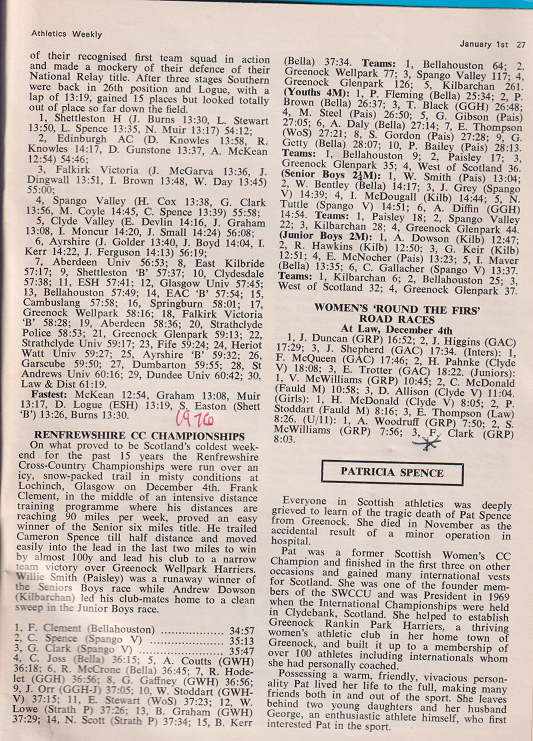 Athletics Weekly
January 1st 27
of their recognised first team squad in action
and made a mockery of their defence of their
National Relay title. After three stages Southern
were back in 26th position and Logue, with a
lap of 13:19, gained 15 places but looked totally
out of place so far down the field.
1, Shettleston H (J. Burns 13:30, L. Stewart
13:50, L. Spence 13:35, N. Muir 13:17) 54:12;
2, Edinburgh AC (D. Knowles 13:58, R.
Knowles 14:17, D. Gunstone 13:37, A. McKean
12:54) 54:46;
3, Falkirk Victoria (J. McGarva 13:36, J.
Dingwall 13:51, I. Brown 13:48, W. Day 13:45)
55:00;
4, Spango Valley (H. Cox 13:38, G. Clark
13:56, M. Coyle 14:45, C. Spence 13:39) 55:58;
5, Clyde Valley (E. Devlin 14:16, J. Graham
13:08, I. Moncur 14:20, J. Small 14:24) 56:08;
6, Ayrshire (J. Golder 13:40, J. Boyd 14:04, I.
Kerr 14:22, J. Ferguson 14:13) 56:19;
7, Aberdeen Univ 56:53; 8, East Kilbride
57:17; 9, Shettleston 'B' 57:37; 10, Clydesdale
57:38; 11, ESH 57:41; 12, Glasgow Univ 57:45;
13, Bellahouston 57:49; 14, EAC 'B' 57:54; 15,
Cambuslang 57:58; 16, Springburn 58:01; 17,
Greenock Wellpark 58:16; 18, Falkirk Victoria
'B' 58:28; 19, Aberdeen 58:36; 20, Strathclyde
Police 58:53; 21, Greenock Glenpark 59:13; 22,
Strathclyde Univ 59:17; 23, Fife 59:24; 24, Heriot
Watt Univ 59:27; 25, Ayrshire 'B' 59:32; 26,
Garscube 59:50; 27, Dumbarton 59:55; 28, St
Andrews Univ 60:16; 29, Dundee Univ 60:42; 30,
Law & Dist 61:19.
Fastest: McKean 12:54, Graham 13:08, Muir
13:17, D. Logue (ESH) 13:19, S. Easton (Shett
'B') 13:26, Burns 13:30.
1976
RENFREWSHIRE CC CHAMPIONSHIPS
On what proved to be Scotland's coldest week-
end for the past 15 years the Renfrewshire
Cross-Country Championships were run over an
icy, snow-packed trail in misty conditions at
Lochinch, Glasgow on December 4th. Frank
Clement, in the middle of an intensive distance
training programme where his distances are
reaching 90 miles per week, proved an easy
winner of the Senior six miles title. He trailed
Cameron Spence till half distance and moved
easily into the lead in the last two miles to win
by almost 100y and lead his club to a narrow
team victory over Greenock Wellpark Harriers.
Willie Smith (Paisley) was a runaway winner of
the Seniors Boys race while Andrew Dowson
(Kilbarchan) led his club-mates home to a clean
sweep in the Junior Boys race.
1, F. Clement (Bellahouston) .................. 34:57
2, C. Spence (Spango V) ...................... 35:13
3, G. Clark (Spango V) ........................ 35:47
4, C. Joss (Bella) 36:15; 5, A. Coutts (GWH)
36:18; 6, R. McCrone (Bella) 36:45; 7, R. Hode-
let (GGH) 36:56; 8, G. Gaffney (GWH) 36:56;
9, J. Orr (GGH-J) 37:05; 10, W. Stoddart (GWH-
V) 37:15; 11, E. Stewart (WoS) 37:23; 12, W.
Lowe (Strath P) 37:26; 13, B. Graham (GWH)
37:29; 14, N. Scott (Strath P) 37:34; 15, B. Kerr
(Bella) 37:34. Teams: 1, Bellahouston 64; 2,
Greenock Wellpark 77; 3, Spango Valley 117; 4,
Greenock Glenpark 126; 5, Kilbarchan 261.
(Youths 4M): 1, P. Fleming (Bella) 25:34; 2, P.
Brown (Bella) 26:37; 3, T. Black (GGH) 26:48;
4, M. Steel (Pais) 26:50; 5, G. Gibson (Pais)
27:05; 6, A. Daly (Bella) 27:14; 7, E. Thompson
(WoS) 27:21; 8, S. Gordon (Pais) 27:28; 9, G.
Getty (Bella) 28:07; 10, P. Bailey (Pais) 28:13.
Teams: 1, Bellahouston 9; 2, Paisley 17; 3,
Greenock Glenpark 35; 4, West of Scotland 36.
(Senior Boys 2½M): 1, W. Smith (Pais) 13:04;
2, W. Bentley (Bella) 14:17; 3, J. Grey (Spango
V) 14:39; 4, I. McDougall (Kilb) 14:44; 5, N.
Tuttle (Spango V) 14:51; 6, A. Diffin (GGH)
14:54. Teams: 1, Paisley 18; 2, Spango Valley
22; 3, Kilbarchan 28; 4, Greenock Glenpark 44.
(Junior Boys 2M): 1, A. Dowson (Kilb) 12:47;
2, R. Hawkins (Kilb) 12:50; 3, G. Keir (Kilb)
12:51; 4, E. McNocher (Pais) 13:23; 5, I. Maver
(Bella) 13:35; 6, C. Gallacher (Spango V) 13:37.
Teams: 1, Kilbarchan 6; 2, Bellahouston 25; 3,
West of Scotland 32; 4, Greenock Glenpark 37.
WOMEN'S 'ROUND THE FIRS'
ROAD RACES
At Law, December 4th
1, J. Duncan (GRP) 16:52; 2, J. Higgins (GAC)
17:29; 3, J. Shepherd (GAC) 17:34. (Inters): 1,
F. McQueen (GAC) 17:46; 2, H. Pahnke (Clyde
V) 18:08; 3, E. Trotter (GAC) 18:22. (Juniors):
1, V. McWilliams (GRP) 10:45; 2, C. McDonald
(Fauld M) 10:58; 3, D. Allison (Clyde V) 11:04.
(Girls): 1, H. McDonald (Clyde V) 8:05; 2, P.
Stoddart (Fauld M) 8:16; 3, E. Thompson (Law)
8:26. (U/11): 1, A. Woodruff (GRP) 7:50; 2, S.
McWilliams (GRP) 7:56; 3, F. Clark (GRP)
8:03.
PATRICIA SPENCE
Everyone in Scottish athletics was deeply
grieved to learn of the tragic death of Pat Spence
from Greenock. She died in November as the
accidental result of a minor operation in
hospital.
Pat was a former Scottish Women's CC
Champion and finished in the first three on other
occasions and gained many international vests
for Scotland. She was one of the founder mem-
bers of the SWCCU and was President in 1969
when the International Championships were held
in Clydebank, Scotland. She helped to establish
Greenock Rankin Park Harriers, a thriving
women's athletic club in her home town of
Greenock, and built it up to a membership of
over 100 athletes including internationals whom
she had personally coached.
Possessing a warm, friendly, vivacious person-
ality Pat lived her life to the full, making many
friends both in and out of the sport. She leaves
behind two young daughters and her husband
George, an enthusiastic athlete himself, who first
interested Pat in the sport.